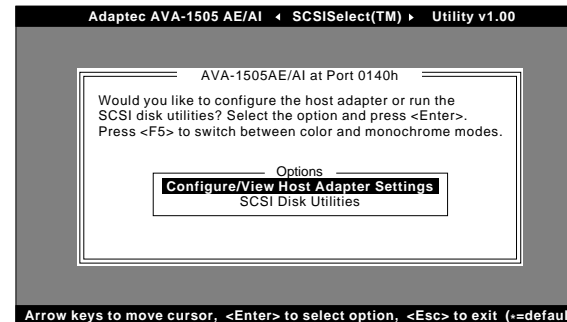 Adaptec AVA-1505 AE/AI ◂ SCSISelect(TM) ▸ Utility v1.00
AVA-1505AE/AI at Port 0140h
Would you like to configure the host adapter or run the
SCSI disk utilities? Select the option and press <Enter>.
Press <F5> to switch between color and monochrome modes.
Options
Configure/View Host Adapter Settings
SCSI Disk Utilities
Arrow keys to move cursor, <Enter> to select option, <Esc> to exit (*=defaul